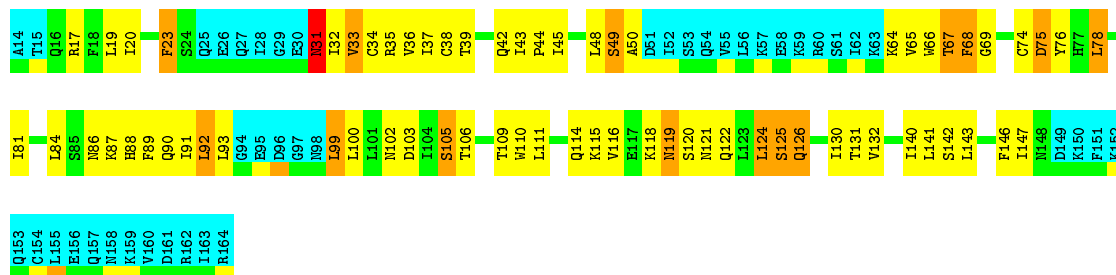 A14 T15 Q16 R17 F18 L19 I20 F23 S24 Q25 E26 Q27 I28 G29 E30 N31 I32 V33 C34 R35 V36 I37 C38 T39 Q42 I43 P44 I45 L48 S49 A50 D51 I52 S53 Q54 V55 L56 K57 E58 K59 R60 S61 I62 K63 K64 V65 W66 T67 F68 G69 C74 D75 Y76 H77 L78
I81 L84 S85 N86 K87 H88 F89 Q90 I91 L92 L93 G94 E95 D96 G97 N98 L99 L100 L101 N102 D103 I104 S105 T106 T109 W110 L111 Q114 K115 V116 E117 K118 N119 S120 N121 Q122 L123 L124 S125 Q126 I130 T131 V132 I140 L141 S142 L143 F146 I147 N148 D149 K150 F151 K152
Q153 C154 L155 E156 Q157 N158 K159 V160 D161 R162 I163 R164